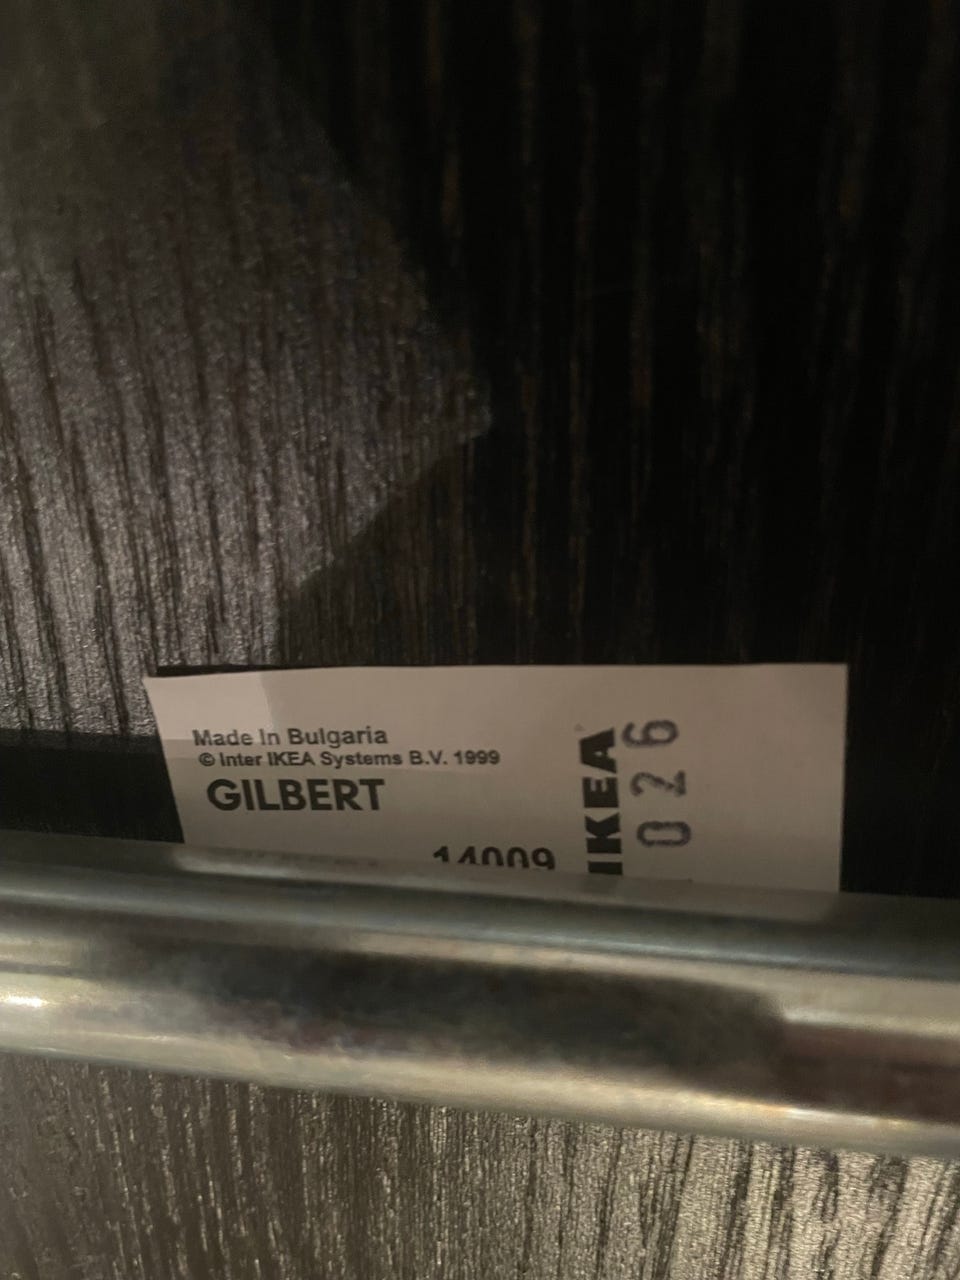 Made In Bulgaria
© Inter IKEA Systems B.V. 1999
GILBERT
14009
IKEA
026